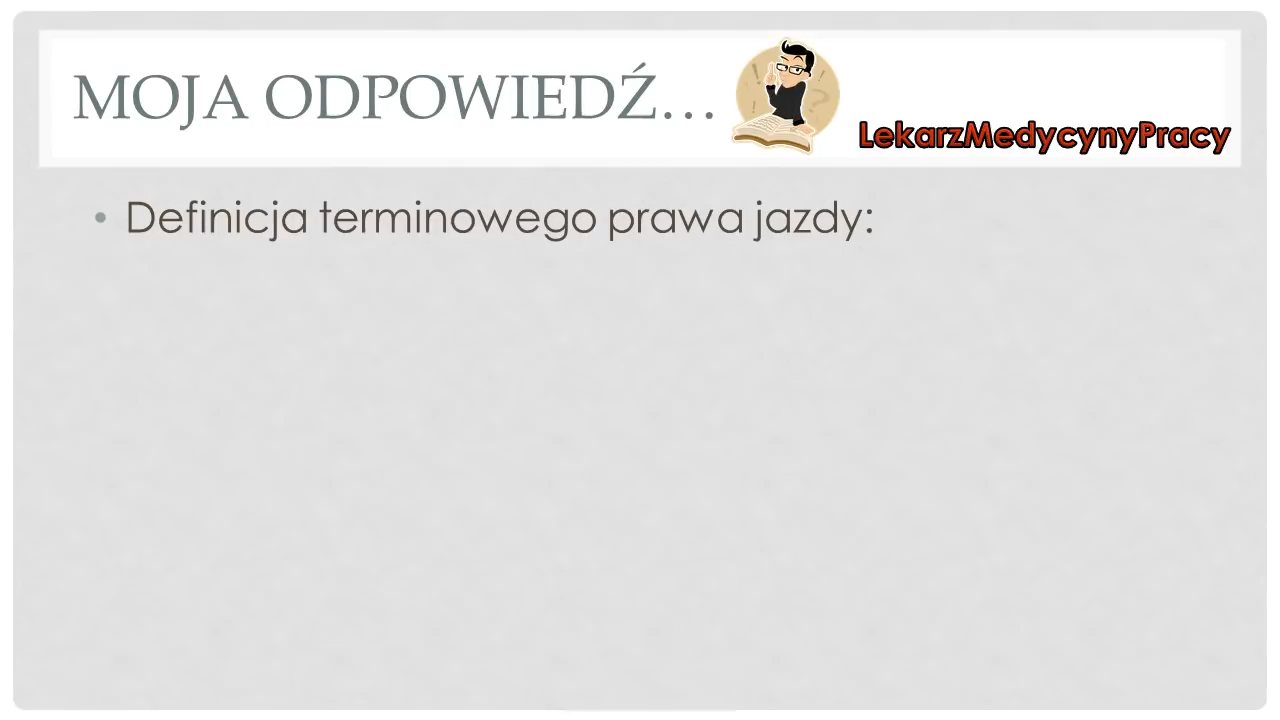 MOJA ODPOWIEDŹ...
LekarzMedycynyPracy
• Definicja terminowego prawa jazdy: